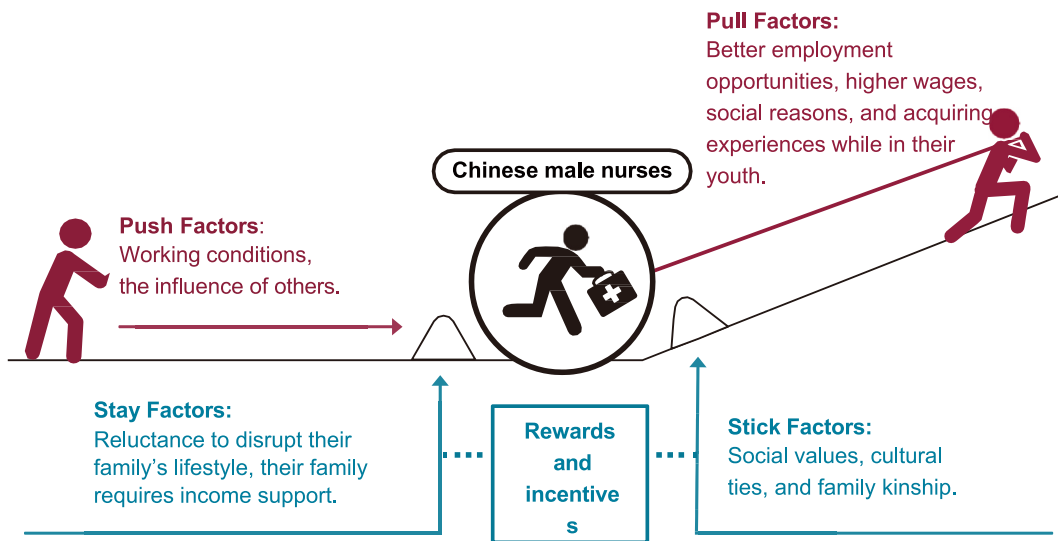 Pull Factors:
Better employment
opportunities, higher wages,
social reasons, and acquiring
experiences while in their
youth.
Chinese male nurses
Push Factors:
Working conditions,
the influence of others.
Stay Factors:
Reluctance to disrupt their
family's lifestyle, their family
requires income support.
Rewards
and
incentive
s
Stick Factors:
Social values, cultural
ties, and family kinship.